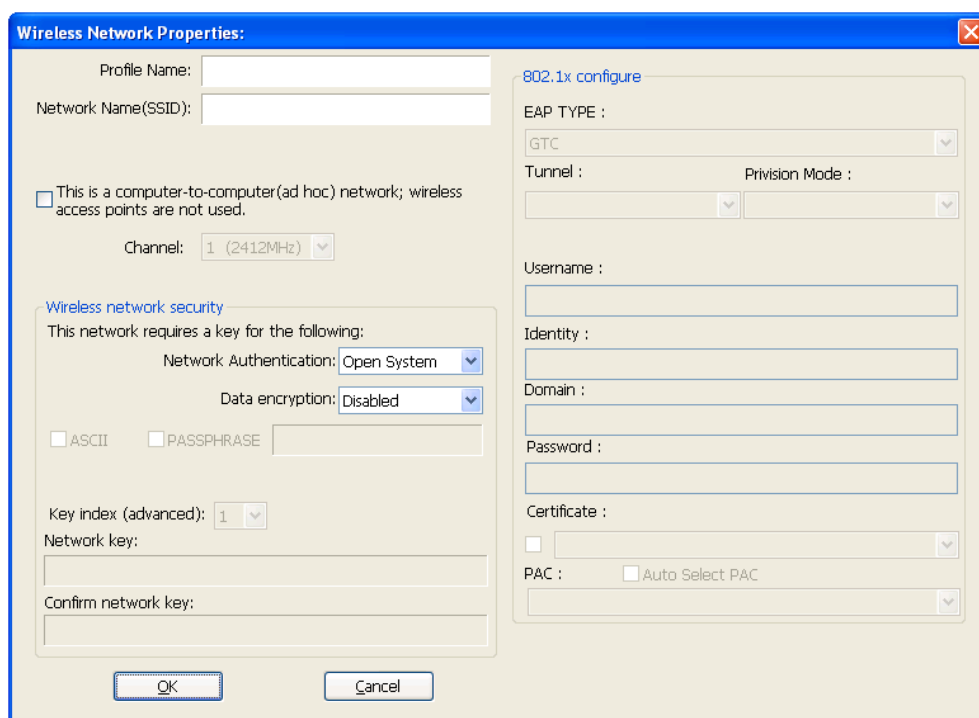 Wireless Network Properties:
Profile Name:
Network Name(SSID):
This is a computer-to-computer(ad hoc) network; wireless
access points are not used.
Channel: 1 (2412MHz)
Wireless network security
This network requires a key for the following:
Network Authentication: Open System
Data encryption: Disabled
ASCII PASSPHRASE
Key index (advanced): 1
Network key:
Confirm network key:
OK Cancel
802.1x configure
EAP TYPE :
GTC
Tunnel : Privision Mode :
Username :
Identity :
Domain :
Password :
Certificate :
PAC : Auto Select PAC